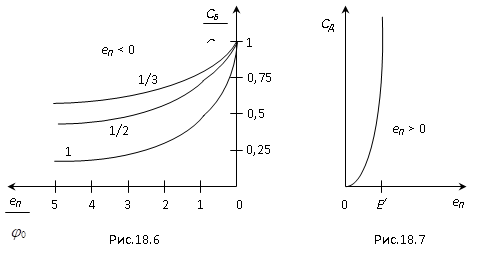 C_Б
C
e_п < 0
1
1/3
0,75
1/2
0,5
1
0,25
e_п
φ₀
5 4 3 2 1 0
Рис.18.6
C_Д
e_п > 0
0 E′ e_п
Рис.18.7